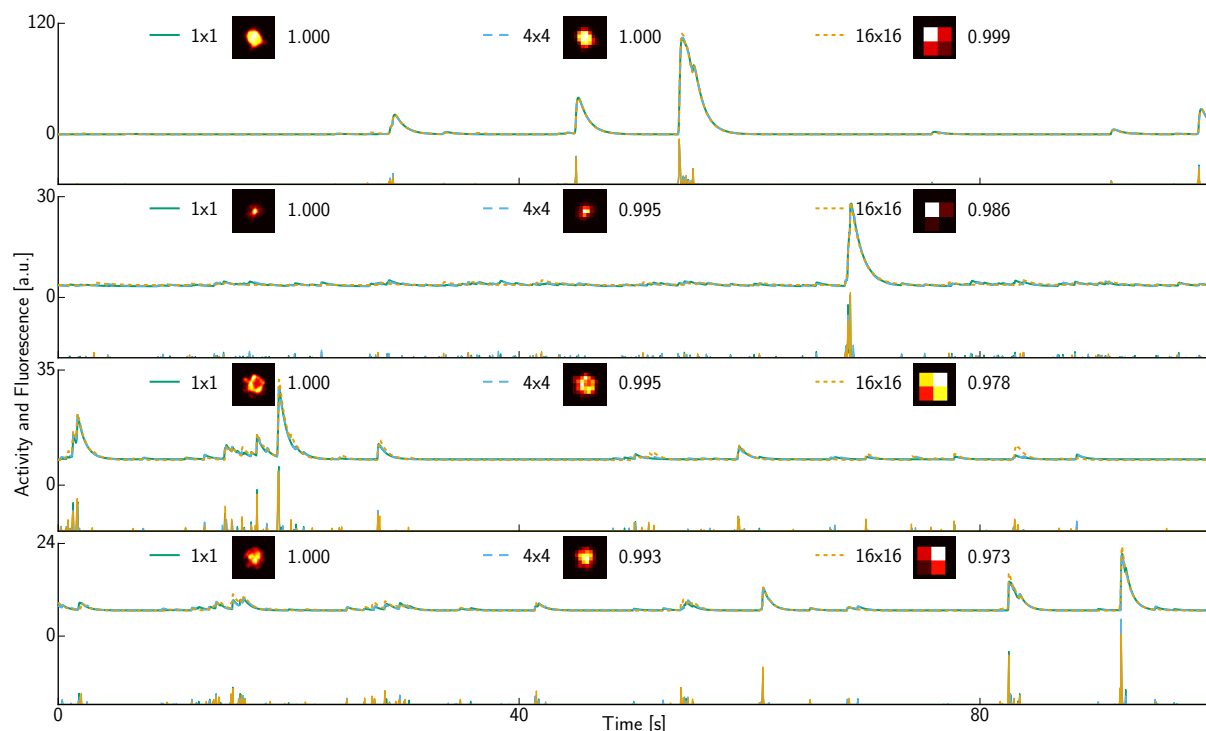 120
1x1 1.000 4x4 1.000 16x16 0.999
0
30
1x1 1.000 4x4 0.995 16x16 0.986
0
Activity and Fluorescence [a.u.]
35
1x1 1.000 4x4 0.995 16x16 0.978
0
24
1x1 1.000 4x4 0.993 16x16 0.973
0
0 40 80
Time [s]